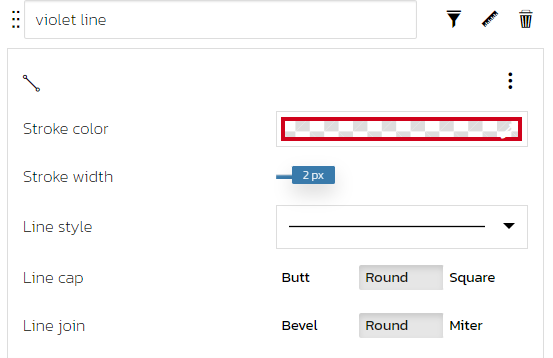 violet line
Stroke color
Stroke width
2 px
Line style
Line cap
Butt
Round
Square
Line join
Bevel
Round
Miter